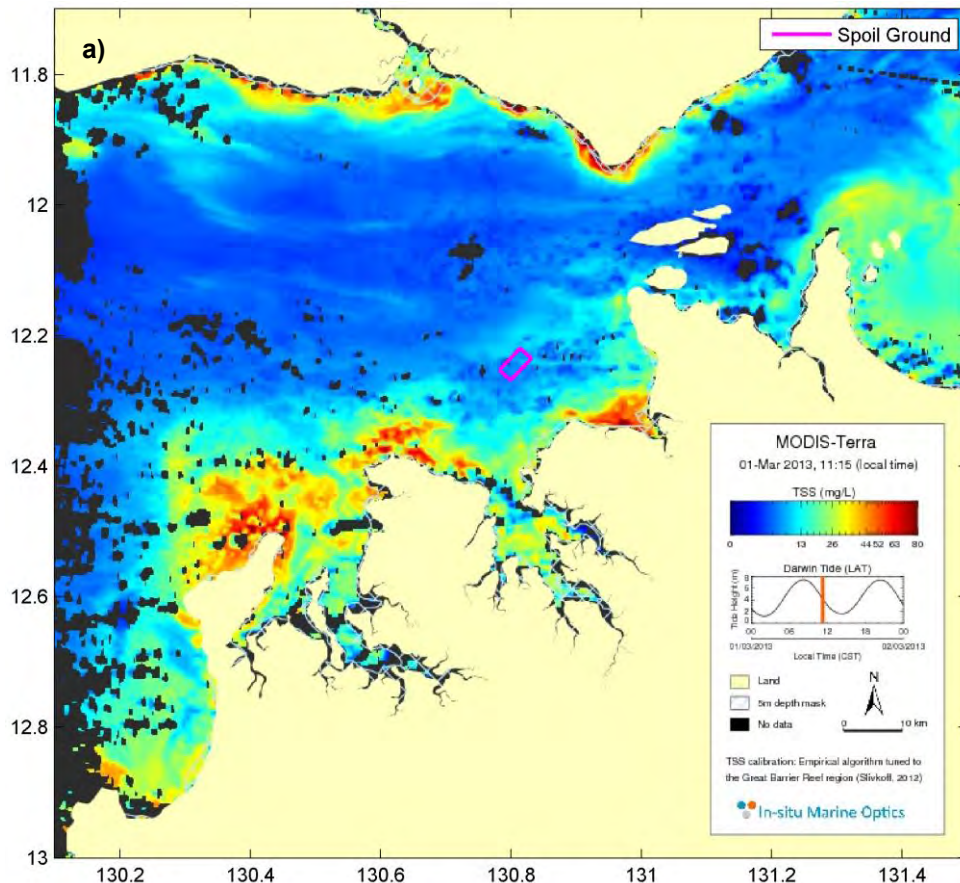 a)
Spoil Ground
11.8
12
12.2
12.4
12.6
12.8
13
130.2
130.4
130.6
130.8
131
131.2
131.4
MODIS-Terra
01-Mar 2013, 11:15 (local time)
TSS (mg/L)
0 13 26 44 52 63 80
Darwin Tide (LAT)
Tide Height (m)
8
6
4
2
0
00 06 12 18 00
01/03/2013 02/03/2013
Local Time (CST)
Land
5m depth mask
No data
N
0 10 km
TSS calibration: Empirical algorithm tuned to
the Great Barrier Reef region (Slivkoff, 2012)
In-situ Marine Optics